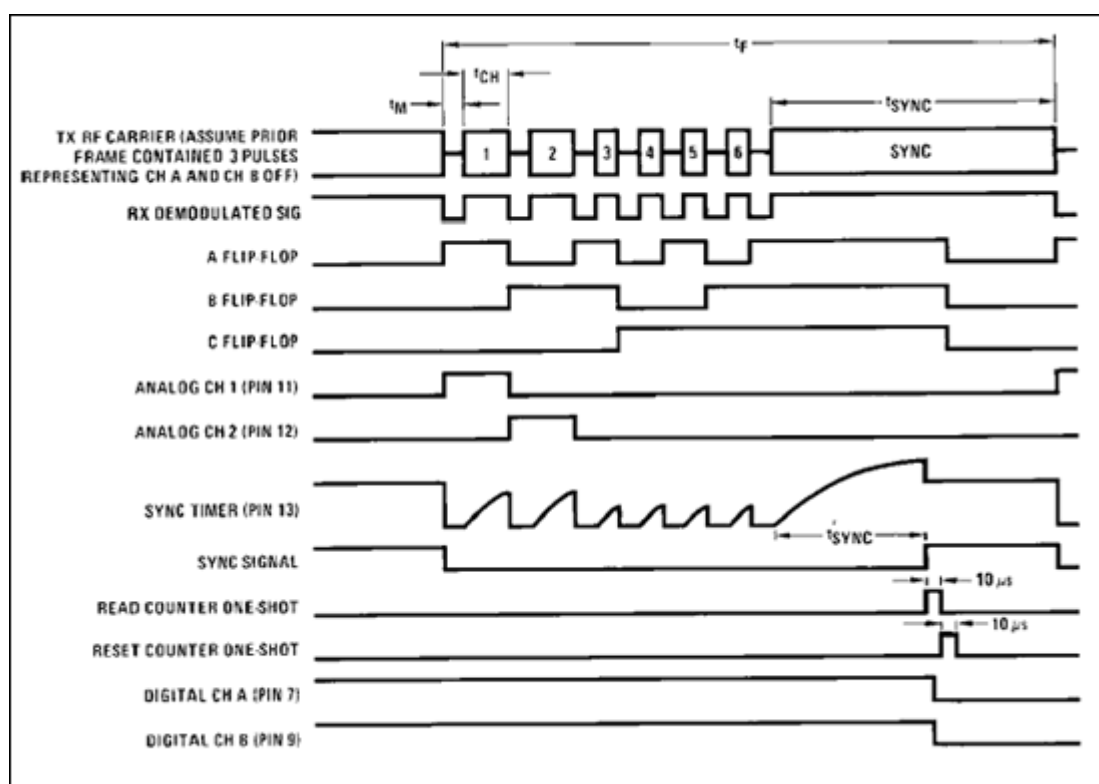 tF
tCH
tM
tSYNC
TX RF CARRIER (ASSUME PRIOR
FRAME CONTAINED 3 PULSES
REPRESENTING CH A AND CH B OFF)
1 2 3 4 5 6 SYNC
RX DEMODULATED SIG
A FLIP-FLOP
B FLIP-FLOP
C FLIP-FLOP
ANALOG CH 1 (PIN 11)
ANALOG CH 2 (PIN 12)
SYNC TIMER (PIN 13)
t'SYNC
SYNC SIGNAL
10 μs
READ COUNTER ONE-SHOT
10 μs
RESET COUNTER ONE-SHOT
DIGITAL CH A (PIN 7)
DIGITAL CH B (PIN 9)